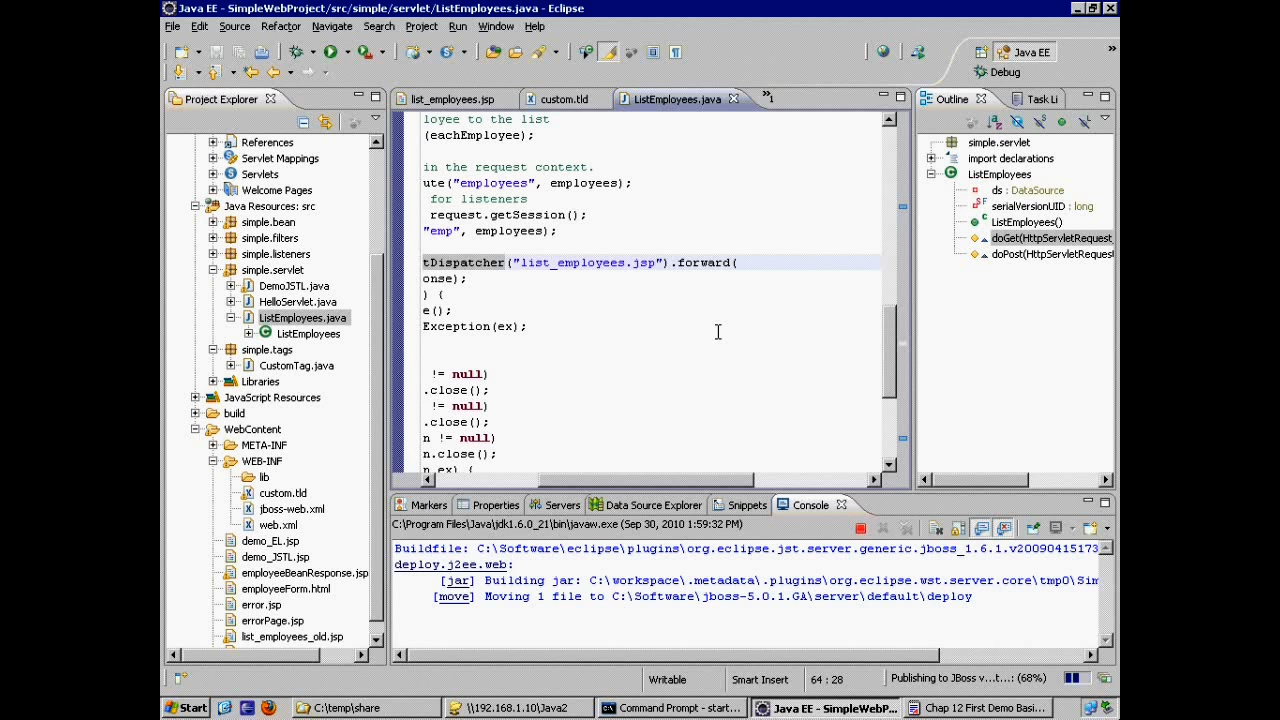 Java EE - SimpleWebProject/src/simple/servlet/ListEmployees.java - Eclipse
File Edit Source Refactor Navigate Search Project Run Window Help
Java EE
Debug
Project Explorer
References
Servlet Mappings
Servlets
Welcome Pages
Java Resources: src
simple.bean
simple.filters
simple.listeners
simple.servlet
DemoJSTL.java
HelloServlet.java
ListEmployees.java
ListEmployees
simple.tags
CustomTag.java
Libraries
JavaScript Resources
build
WebContent
META-INF
WEB-INF
lib
custom.tld
jboss-web.xml
web.xml
demo_EL.jsp
demo_JSTL.jsp
employeeBeanResponse.jsp
employeeForm.html
error.jsp
errorPage.jsp
list_employees_old.jsp
list_employees.jsp custom.tld ListEmployees.java »1
loyee to the list
(eachEmployee);
in the request context.
ute("employees", employees);
for listeners
request.getSession();
"emp", employees);
tDispatcher("list_employees.jsp").forward(
onse);
) {
e();
Exception(ex);
!= null)
.close();
!= null)
.close();
n != null)
n.close();
n ex) {
Outline Task Li
simple.servlet
import declarations
ListEmployees
ds : DataSource
serialVersionUID : long
ListEmployees()
doGet(HttpServletRequest
doPost(HttpServletRequest
Markers Properties Servers Data Source Explorer Snippets Console
C:\Program Files\Java\jdk1.6.0_21\bin\javaw.exe (Sep 30, 2010 1:59:32 PM)
Buildfile: C:\Software\eclipse\plugins\org.eclipse.jst.server.generic.jboss_1.6.1.v20090415173
deploy.j2ee.web:
[jar] Building jar: C:\workspace\.metadata\.plugins\org.eclipse.wst.server.core\tmp0\Sim
[move] Moving 1 file to C:\Software\jboss-5.0.1.GA\server\default\deploy
Writable Smart Insert 64 : 28 Publishing to JBoss v...t...: (68%)
Start C:\temp\share \\192.168.1.10\Java2 Command Prompt - start... Java EE - SimpleWebP... Chap 12 First Demo Basi...